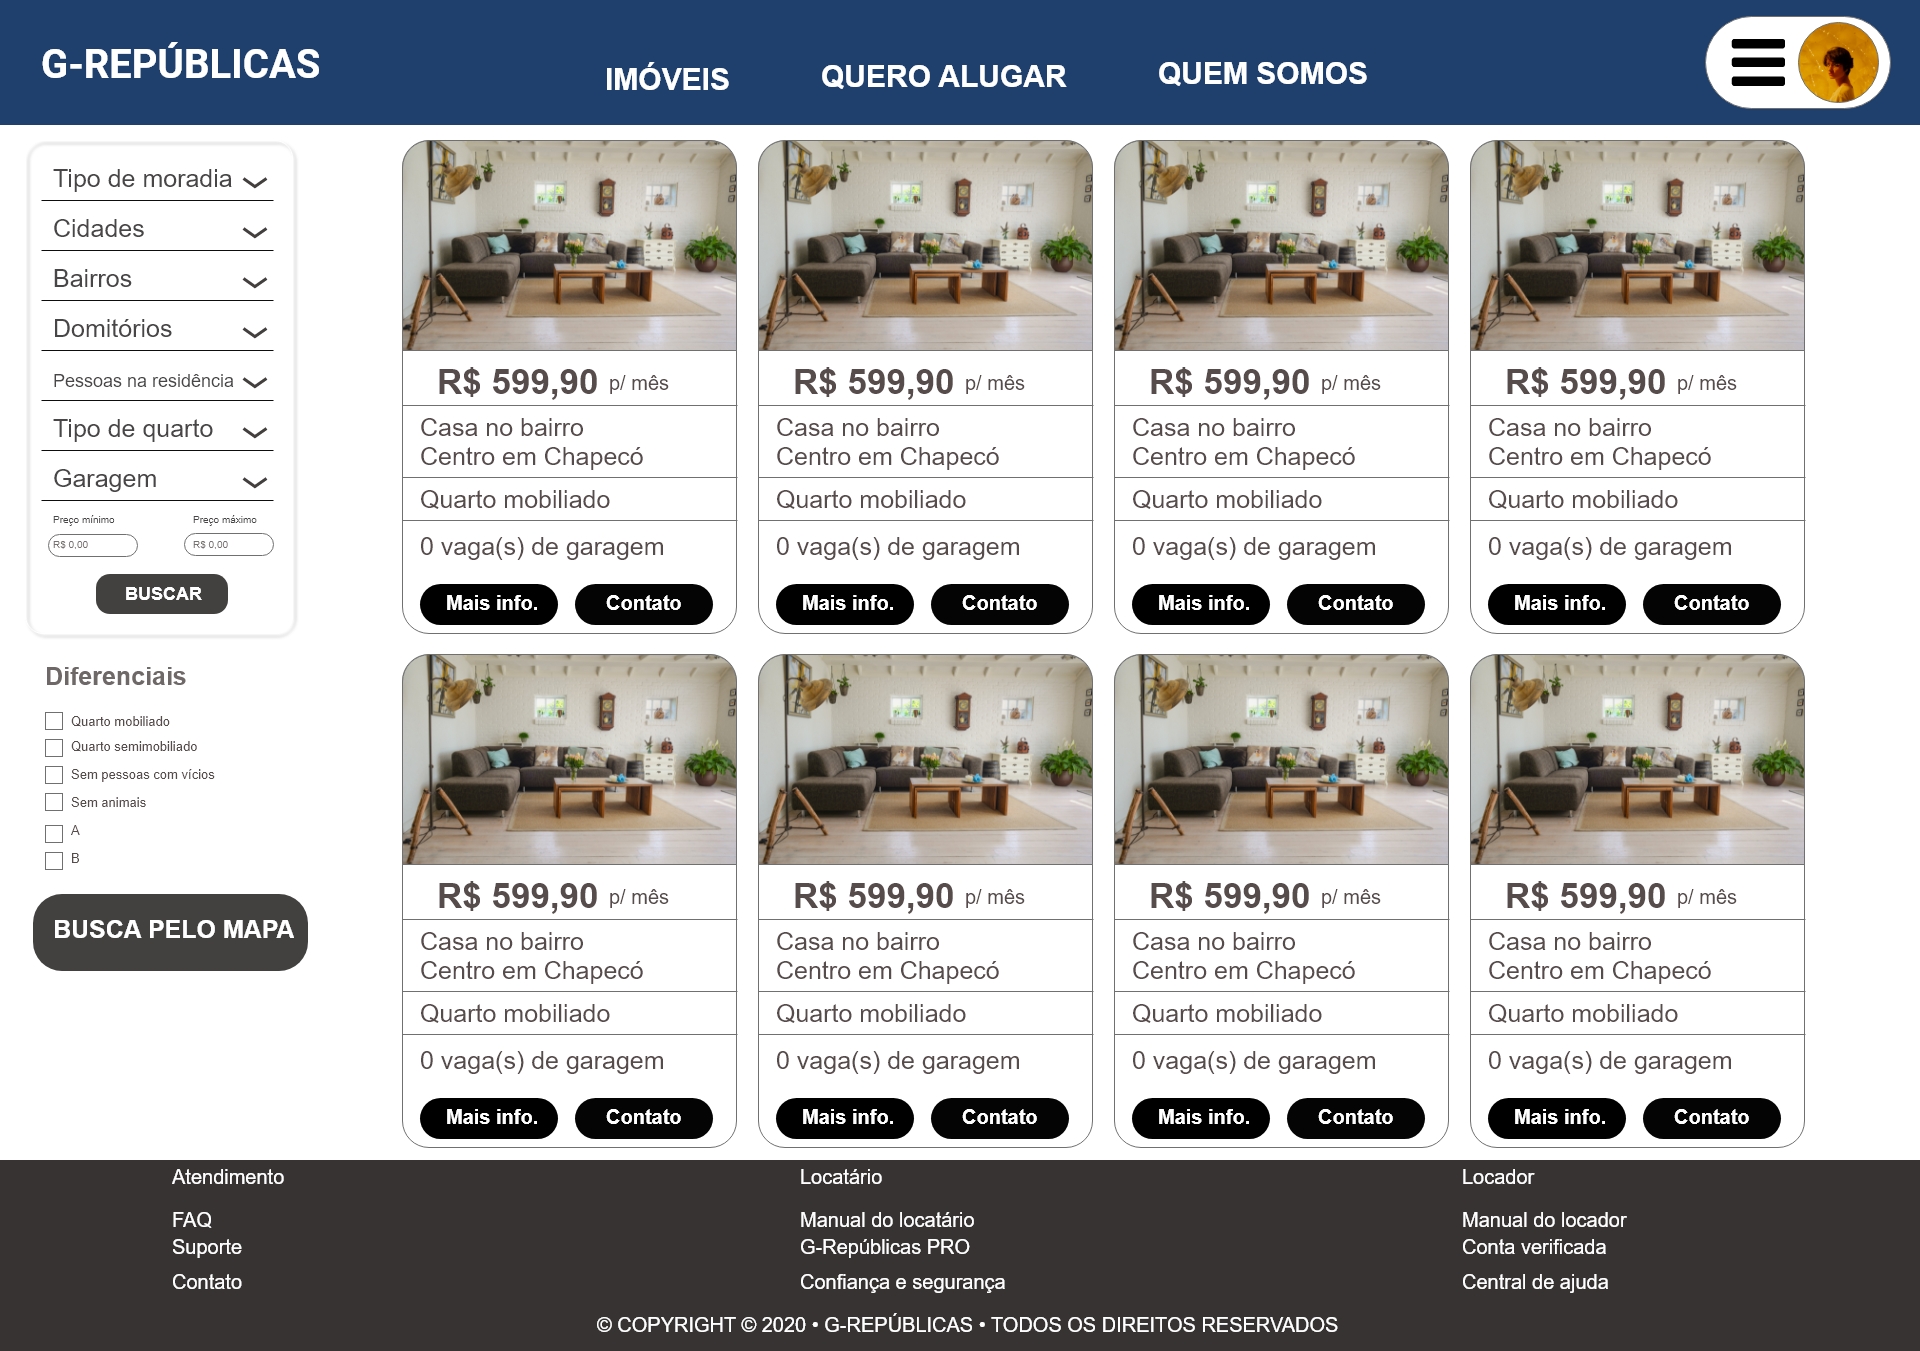 G-REPÚBLICAS
IMÓVEIS
QUERO ALUGAR
QUEM SOMOS
Tipo de moradia
Cidades
Bairros
Domitórios
Pessoas na residência
Tipo de quarto
Garagem
Preço mínimo
Preço máximo
R$ 0,00
R$ 0,00
BUSCAR
Diferenciais
Quarto mobiliado
Quarto semimobiliado
Sem pessoas com vícios
Sem animais
A
B
BUSCA PELO MAPA
R$ 599,90 p/ mês
Casa no bairro
Centro em Chapecó
Quarto mobiliado
0 vaga(s) de garagem
Mais info.
Contato
R$ 599,90 p/ mês
Casa no bairro
Centro em Chapecó
Quarto mobiliado
0 vaga(s) de garagem
Mais info.
Contato
R$ 599,90 p/ mês
Casa no bairro
Centro em Chapecó
Quarto mobiliado
0 vaga(s) de garagem
Mais info.
Contato
R$ 599,90 p/ mês
Casa no bairro
Centro em Chapecó
Quarto mobiliado
0 vaga(s) de garagem
Mais info.
Contato
R$ 599,90 p/ mês
Casa no bairro
Centro em Chapecó
Quarto mobiliado
0 vaga(s) de garagem
Mais info.
Contato
R$ 599,90 p/ mês
Casa no bairro
Centro em Chapecó
Quarto mobiliado
0 vaga(s) de garagem
Mais info.
Contato
R$ 599,90 p/ mês
Casa no bairro
Centro em Chapecó
Quarto mobiliado
0 vaga(s) de garagem
Mais info.
Contato
R$ 599,90 p/ mês
Casa no bairro
Centro em Chapecó
Quarto mobiliado
0 vaga(s) de garagem
Mais info.
Contato
Atendimento
FAQ
Suporte
Contato
Locatário
Manual do locatário
G-Repúblicas PRO
Confiança e segurança
Locador
Manual do locador
Conta verificada
Central de ajuda
© COPYRIGHT © 2020 • G-REPÚBLICAS • TODOS OS DIREITOS RESERVADOS